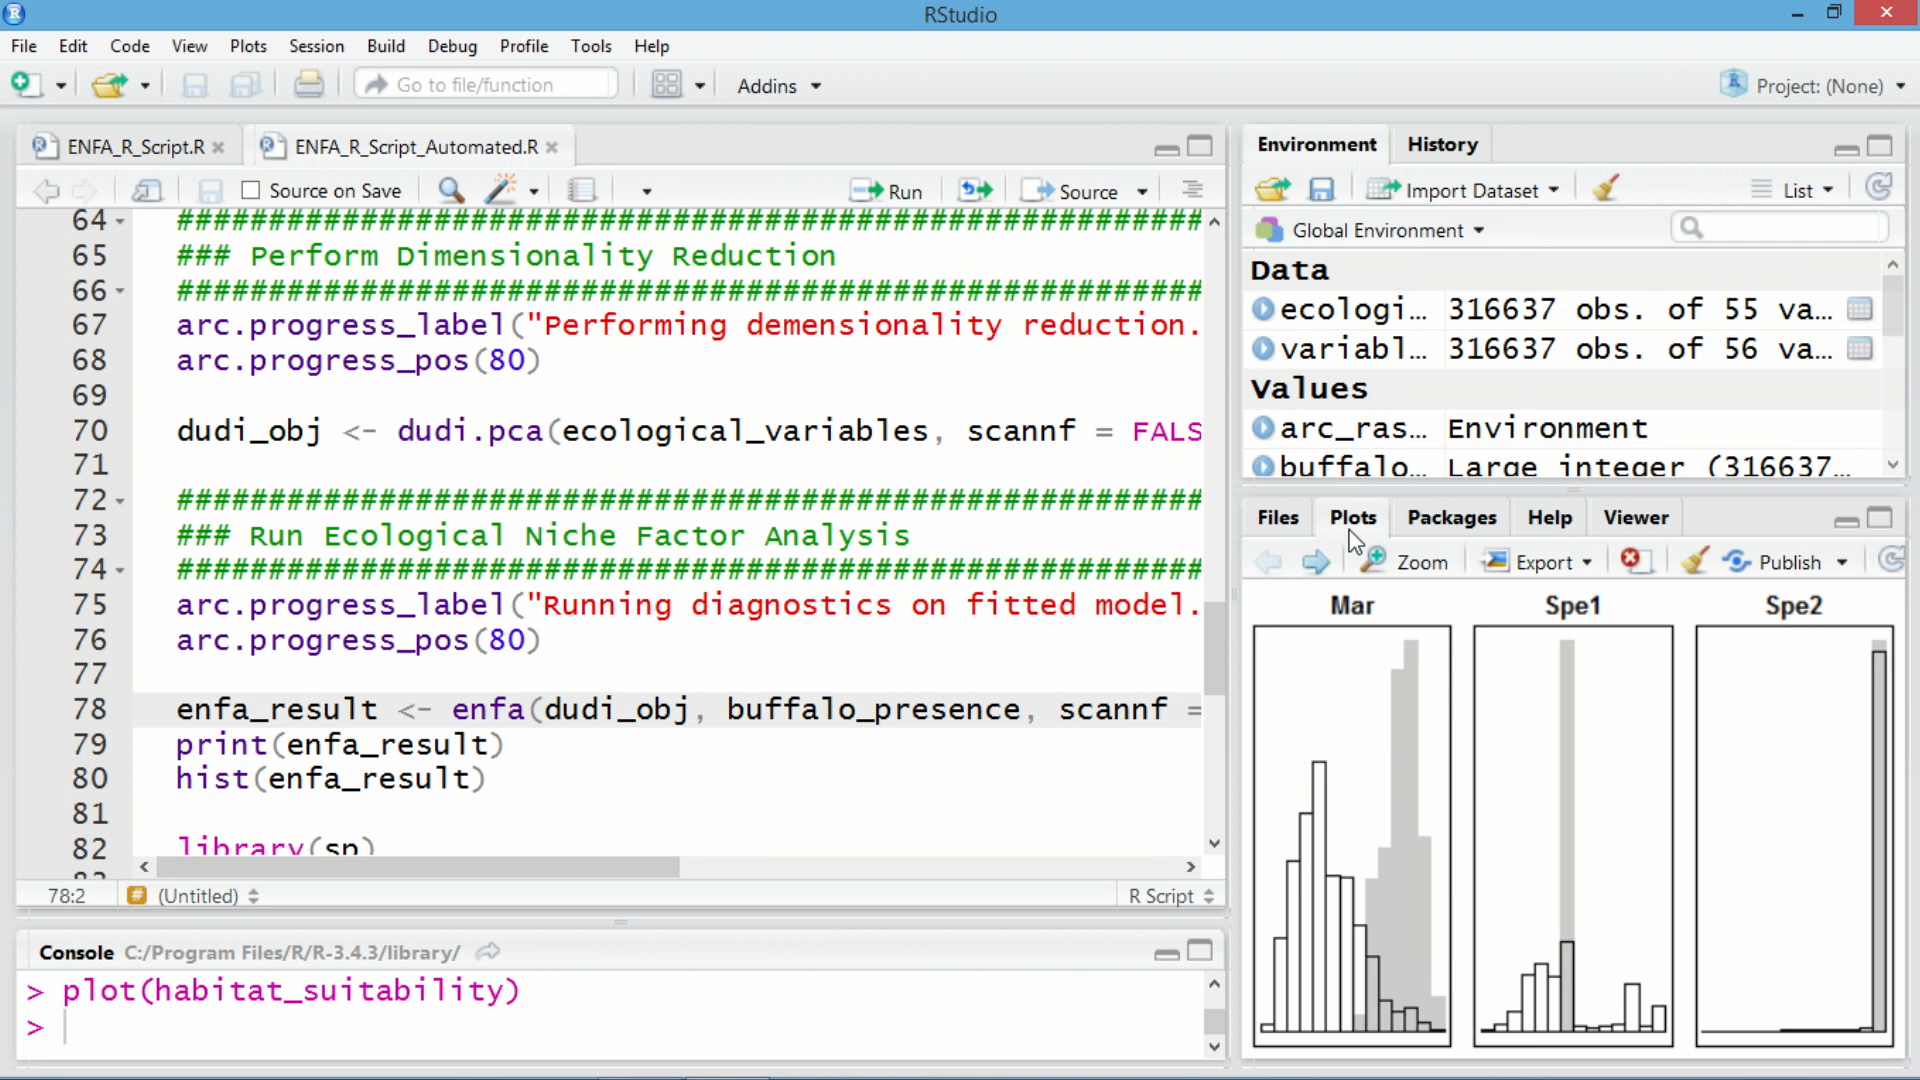 RStudio
File Edit Code View Plots Session Build Debug Profile Tools Help
Go to file/function Addins Project: (None)
ENFA_R_Script.R ENFA_R_Script_Automated.R
Source on Save Run Source
64 ########################################################
65 ### Perform Dimensionality Reduction
66 ########################################################
67 arc.progress_label("Performing demensionality reduction.
68 arc.progress_pos(80)
69
70 dudi_obj <- dudi.pca(ecological_variables, scannf = FALS
71
72 ########################################################
73 ### Run Ecological Niche Factor Analysis
74 ########################################################
75 arc.progress_label("Running diagnostics on fitted model.
76 arc.progress_pos(80)
77
78 enfa_result <- enfa(dudi_obj, buffalo_presence, scannf =
79 print(enfa_result)
80 hist(enfa_result)
81
82 library(sp)
78:2 (Untitled) R Script
Console C:/Program Files/R/R-3.4.3/library/
> plot(habitat_suitability)
>
Environment History
Import Dataset List
Global Environment
Data
ecologi... 316637 obs. of 55 va...
variabl... 316637 obs. of 56 va...
Values
arc_ras... Environment
buffalo... Large integer (316637...
Files Plots Packages Help Viewer
Zoom Export Publish
Mar Spe1 Spe2